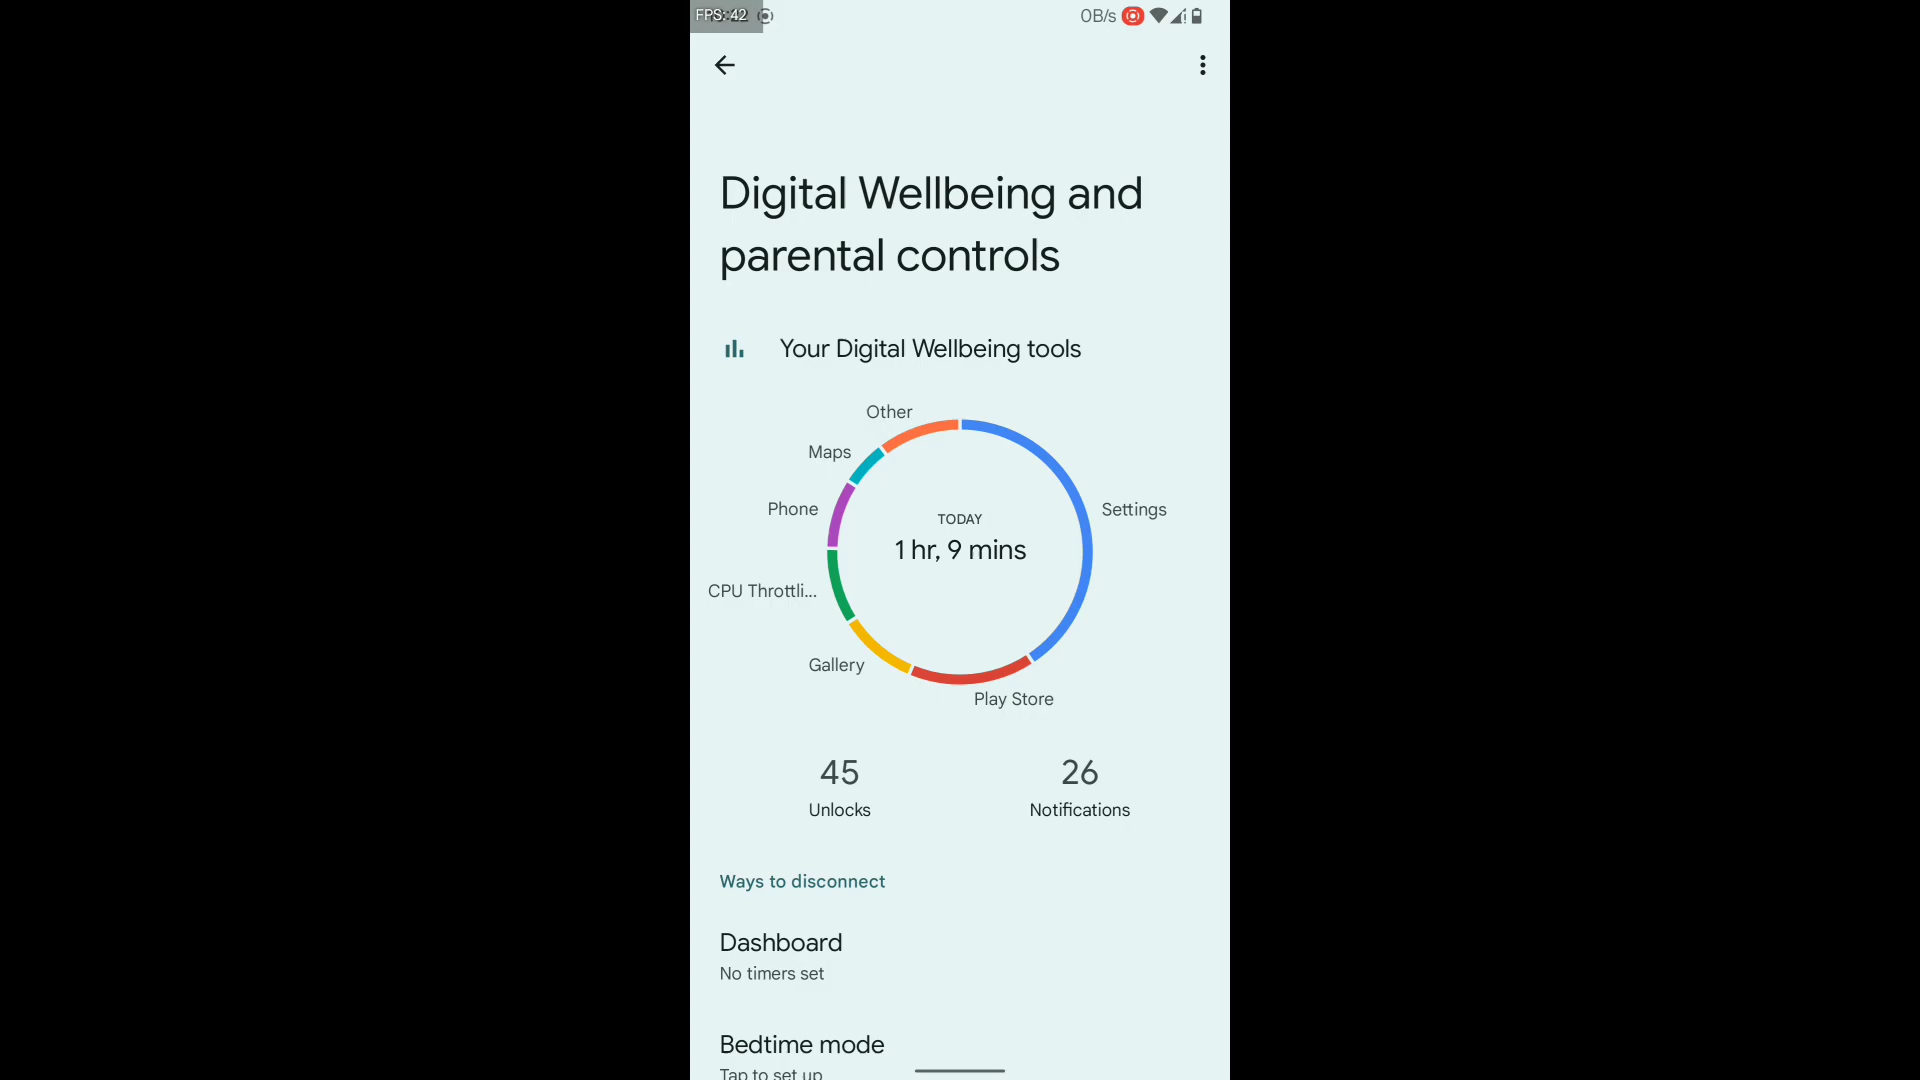 FPS: 42
0B/s
Digital Wellbeing and
parental controls
Your Digital Wellbeing tools
Other
Maps
Phone
Settings
TODAY
1 hr, 9 mins
CPU Throttli...
Gallery
Play Store
45
Unlocks
26
Notifications
Ways to disconnect
Dashboard
No timers set
Bedtime mode
Tap to set up